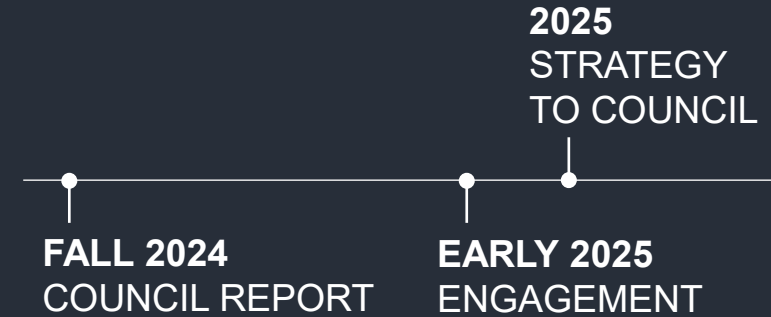 2025
STRATEGY
TO COUNCIL
FALL 2024
COUNCIL REPORT
EARLY 2025
ENGAGEMENT